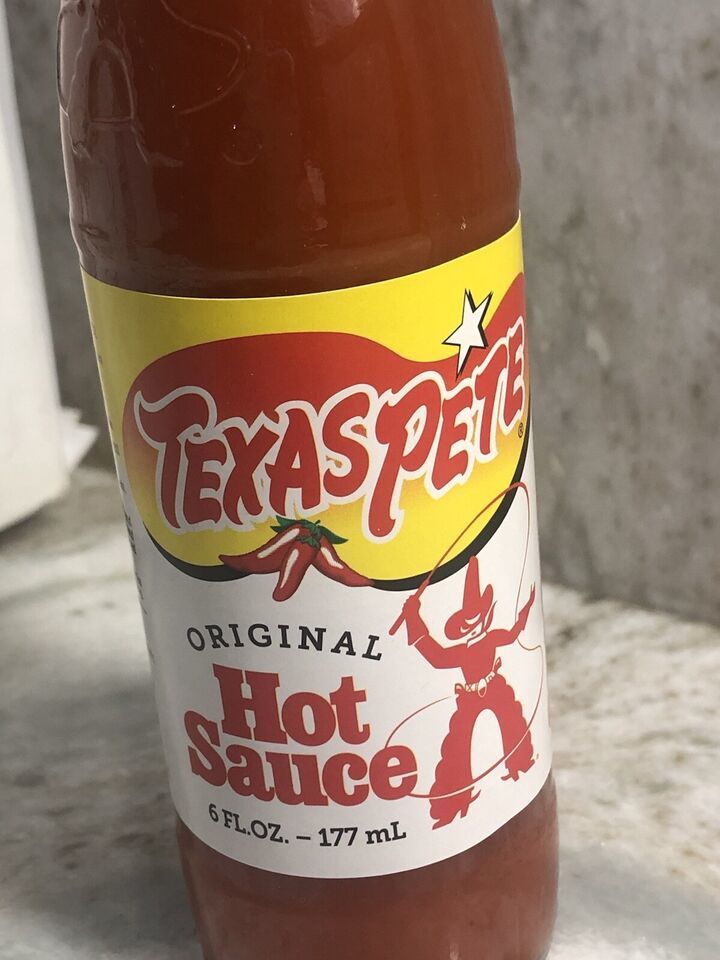 TEXAS PETE®
ORIGINAL
Hot
Sauce
6 FL.OZ. – 177 mL